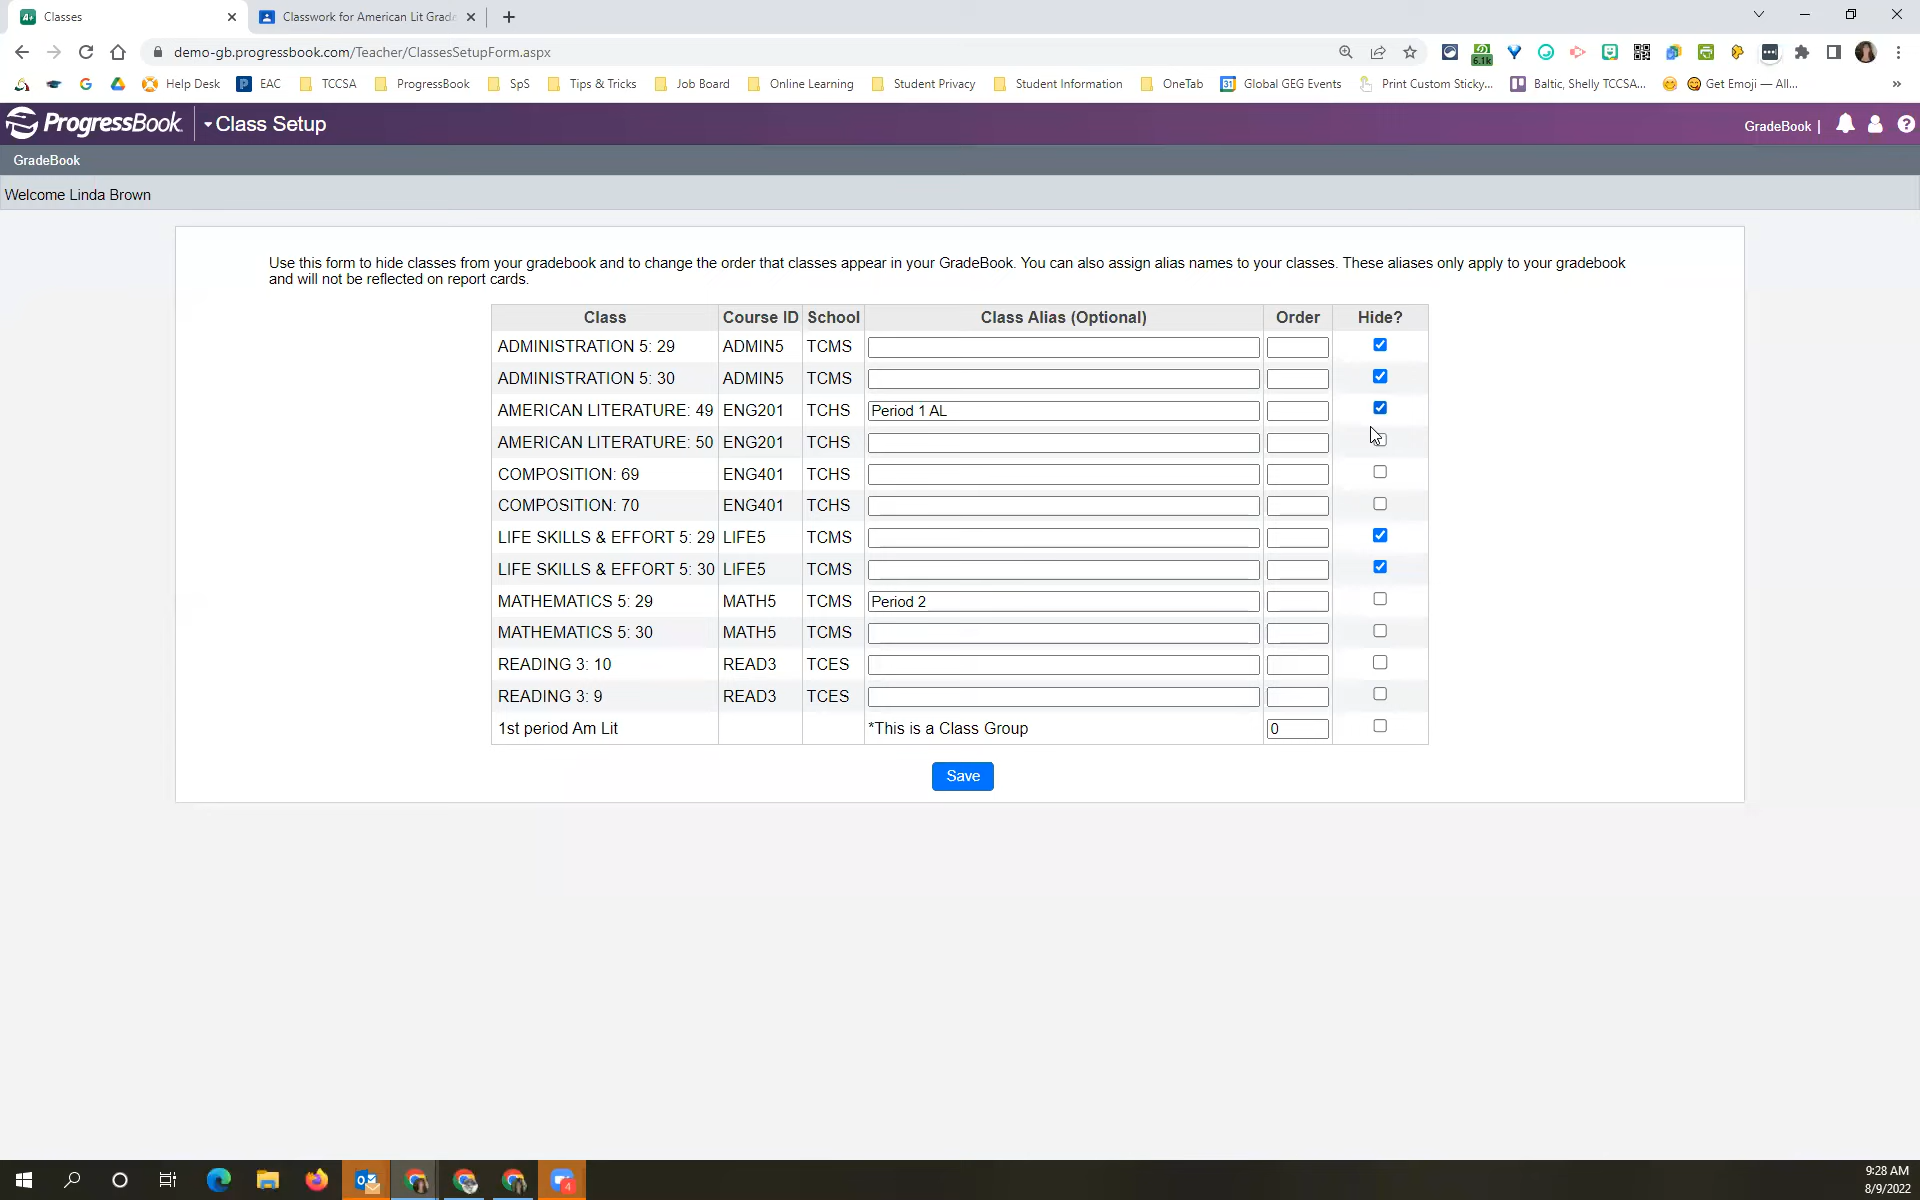 Classes
Classwork for American Lit Grad
demo-gb.progressbook.com/Teacher/ClassesSetupForm.aspx
6.1k
Help Desk EAC TCCSA ProgressBook SpS Tips & Tricks Job Board Online Learning Student Privacy Student Information OneTab 31 Global GEG Events Print Custom Sticky... Baltic, Shelly TCCSA... Get Emoji — All...
ProgressBook Class Setup GradeBook |
GradeBook
Welcome Linda Brown
Use this form to hide classes from your gradebook and to change the order that classes appear in your GradeBook. You can also assign alias names to your classes. These aliases only apply to your gradebook
and will not be reflected on report cards.
Class Course ID School Class Alias (Optional) Order Hide?
ADMINISTRATION 5: 29 ADMIN5 TCMS
ADMINISTRATION 5: 30 ADMIN5 TCMS
AMERICAN LITERATURE: 49 ENG201 TCHS Period 1 AL
AMERICAN LITERATURE: 50 ENG201 TCHS
COMPOSITION: 69 ENG401 TCHS
COMPOSITION: 70 ENG401 TCHS
LIFE SKILLS & EFFORT 5: 29 LIFE5 TCMS
LIFE SKILLS & EFFORT 5: 30 LIFE5 TCMS
MATHEMATICS 5: 29 MATH5 TCMS Period 2
MATHEMATICS 5: 30 MATH5 TCMS
READING 3: 10 READ3 TCES
READING 3: 9 READ3 TCES
1st period Am Lit *This is a Class Group 0
Save
9:28 AM
8/9/2022